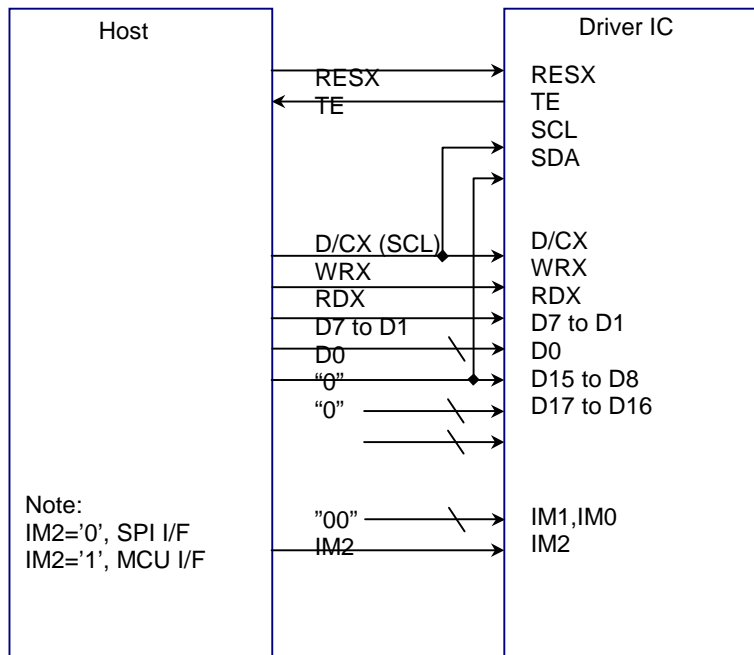 Host
Driver IC
RESX
RESX
TE
TE
SCL
SDA
D/CX (SCL)
D/CX
WRX
WRX
RDX
RDX
D7 to D1
D7 to D1
D0
D0
“0”
D15 to D8
“0”
D17 to D16
Note:
IM2=’0’, SPI I/F
IM2=’1’, MCU I/F
”00”
IM1,IM0
IM2
IM2